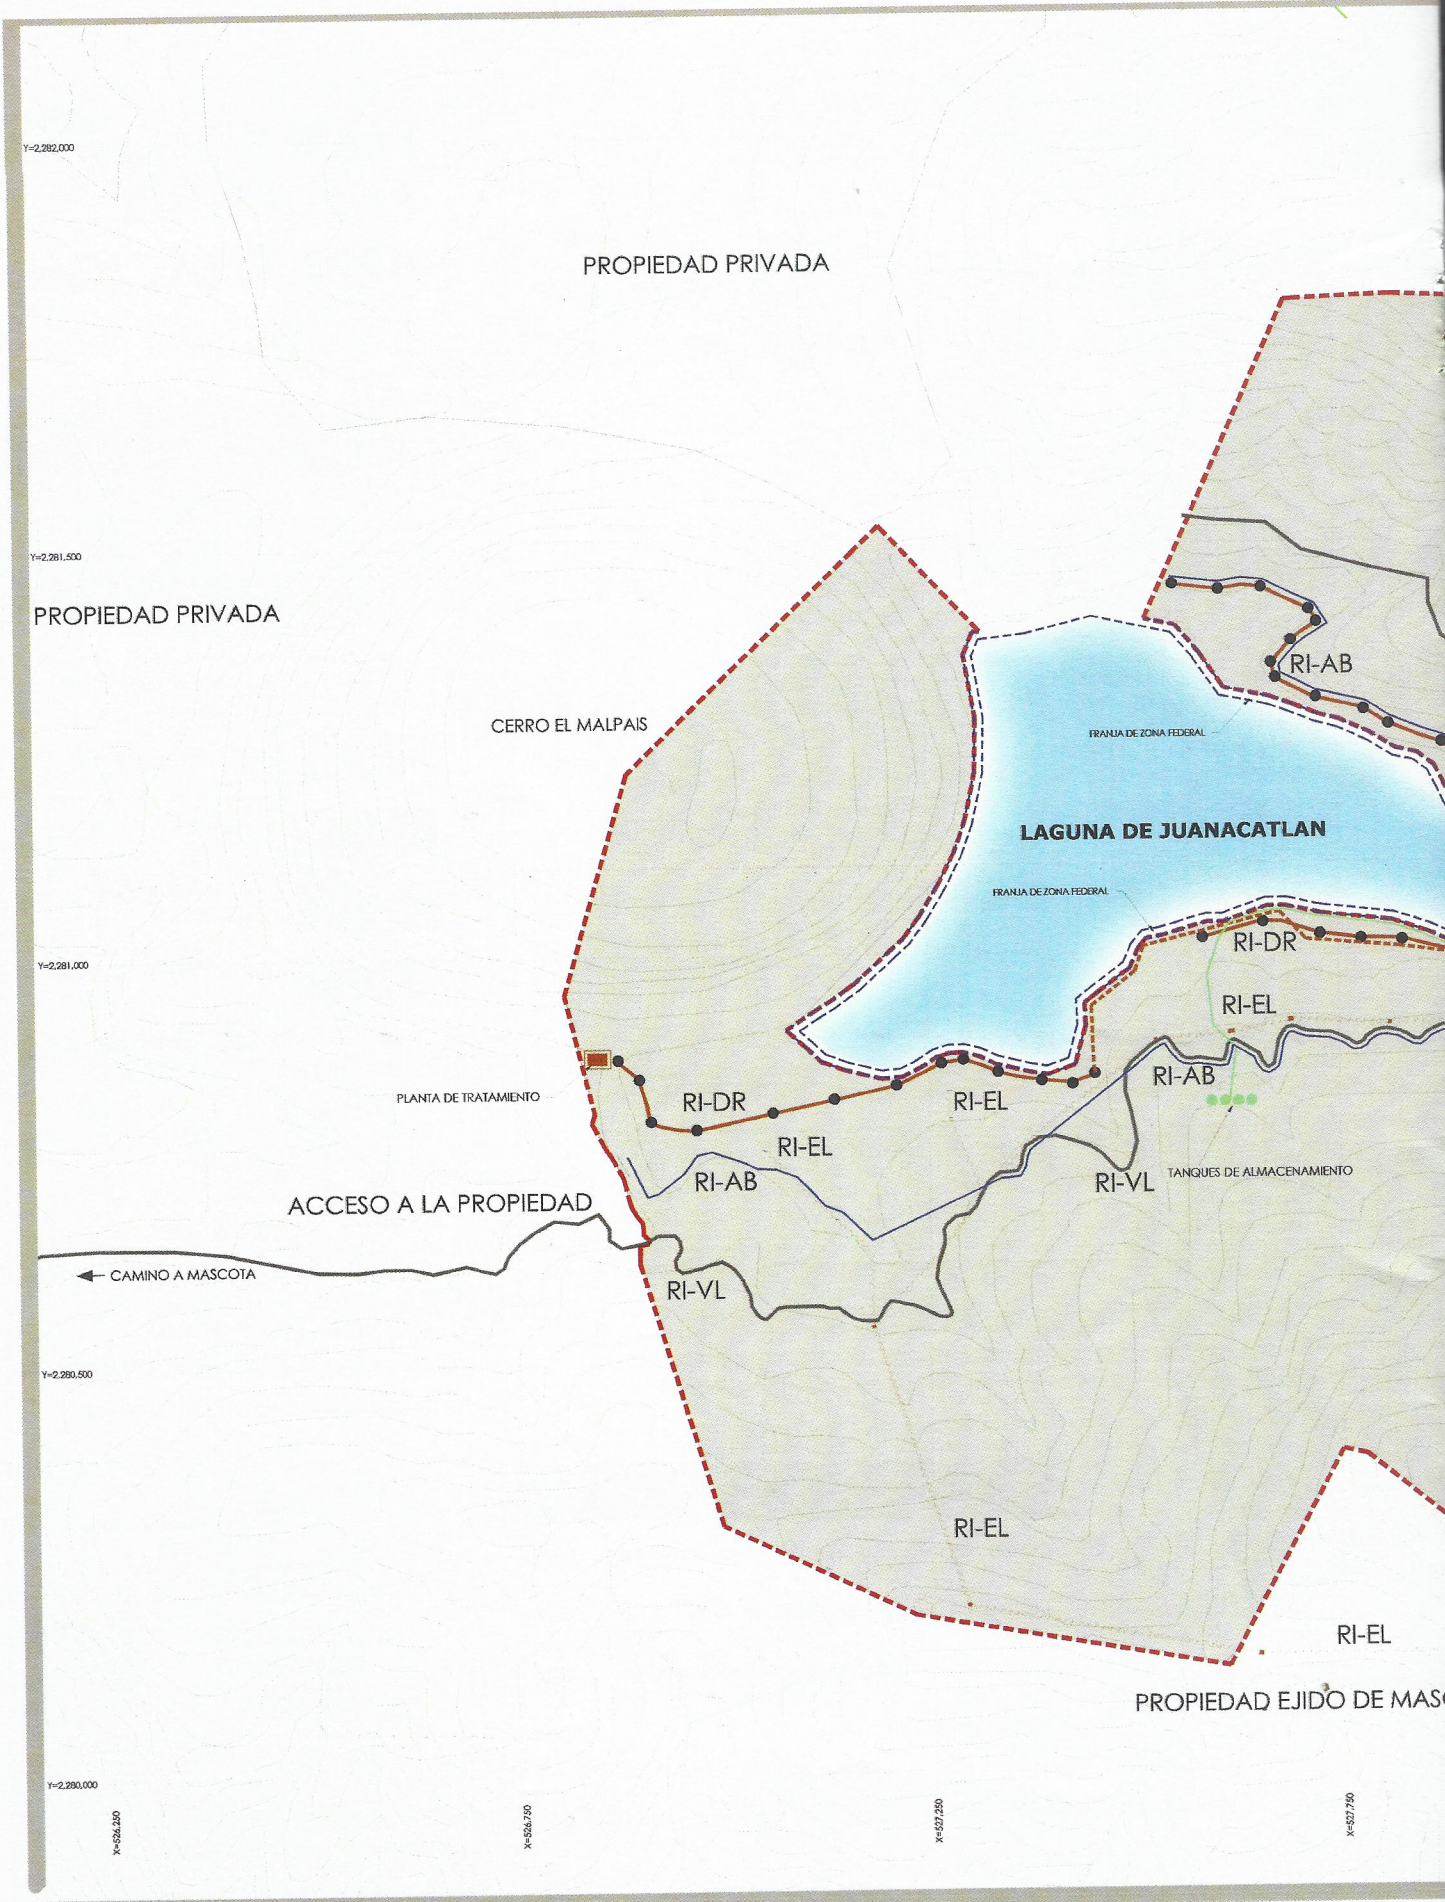 Y=2,282,000
PROPIEDAD PRIVADA
Y=2,281,500
PROPIEDAD PRIVADA
RI-AB
CERRO EL MALPAIS
FRANJA DE ZONA FEDERAL
LAGUNA DE JUANACATLAN
FRANJA DE ZONA FEDERAL
RI-DR
Y=2,281,000
RI-EL
RI-AB
PLANTA DE TRATAMIENTO
RI-DR
RI-EL
RI-EL
TANQUES DE ALMACENAMIENTO
RI-AB
RI-VL
ACCESO A LA PROPIEDAD
CAMINO A MASCOTA
RI-VL
Y=2,280,500
RI-EL
RI-EL
PROPIEDAD EJIDO DE
Y=2,280,000
X=526,250
X=526,750
X=527,250
X=527,750